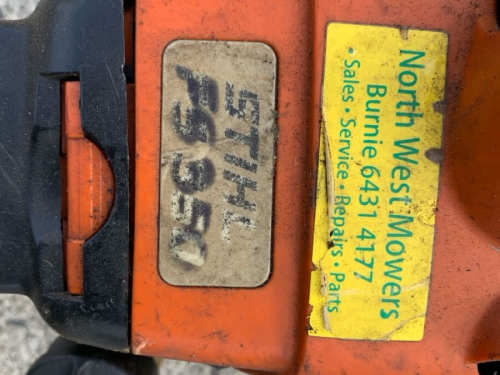 STIHL
FS 350
North West Mowers
Burnie 6431 4177
• Sales • Service • Repairs • Parts